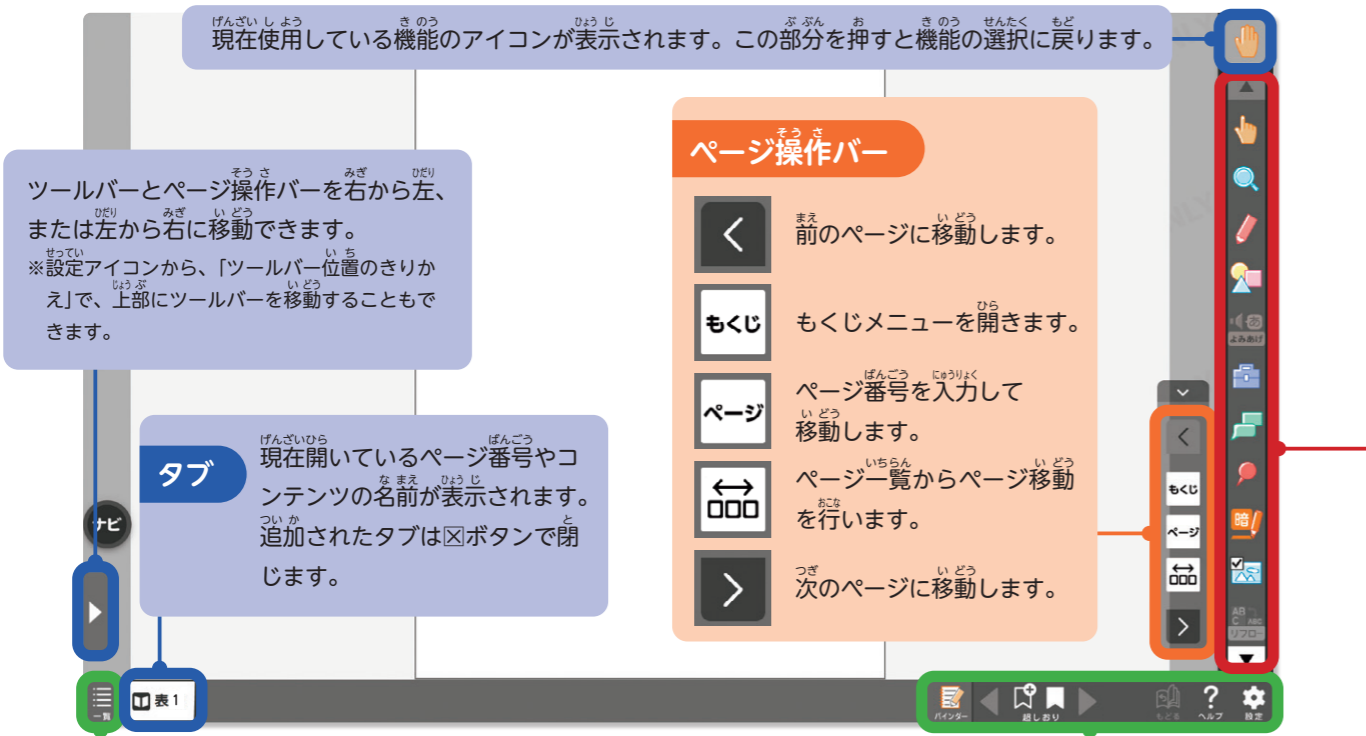 現在使用している機能のアイコンが表示されます。この部分を押すと機能の選択に戻ります。
ツールバーとページ操作バーを右から左、
または左から右に移動できます。
※設定アイコンから、「ツールバー位置のきりか
え」で、上部にツールバーを移動することもで
きます。
タブ
現在開いているページ番号やコ
ンテンツの名前が表示されます。
追加されたタブは☒ボタンで閉
じます。
ページ操作バー
前のページに移動します。
もくじ
もくじメニューを開きます。
ページ
ページ番号を入力して
移動します。
ページ一覧からページ移動
を行います。
次のページに移動します。
ナビ
あ
よみあげ
暗
AB
C ABC
リフロー
もくじ
ページ
一覧
表1
バインダー
超しおり
もどる
?
ヘルプ
設定